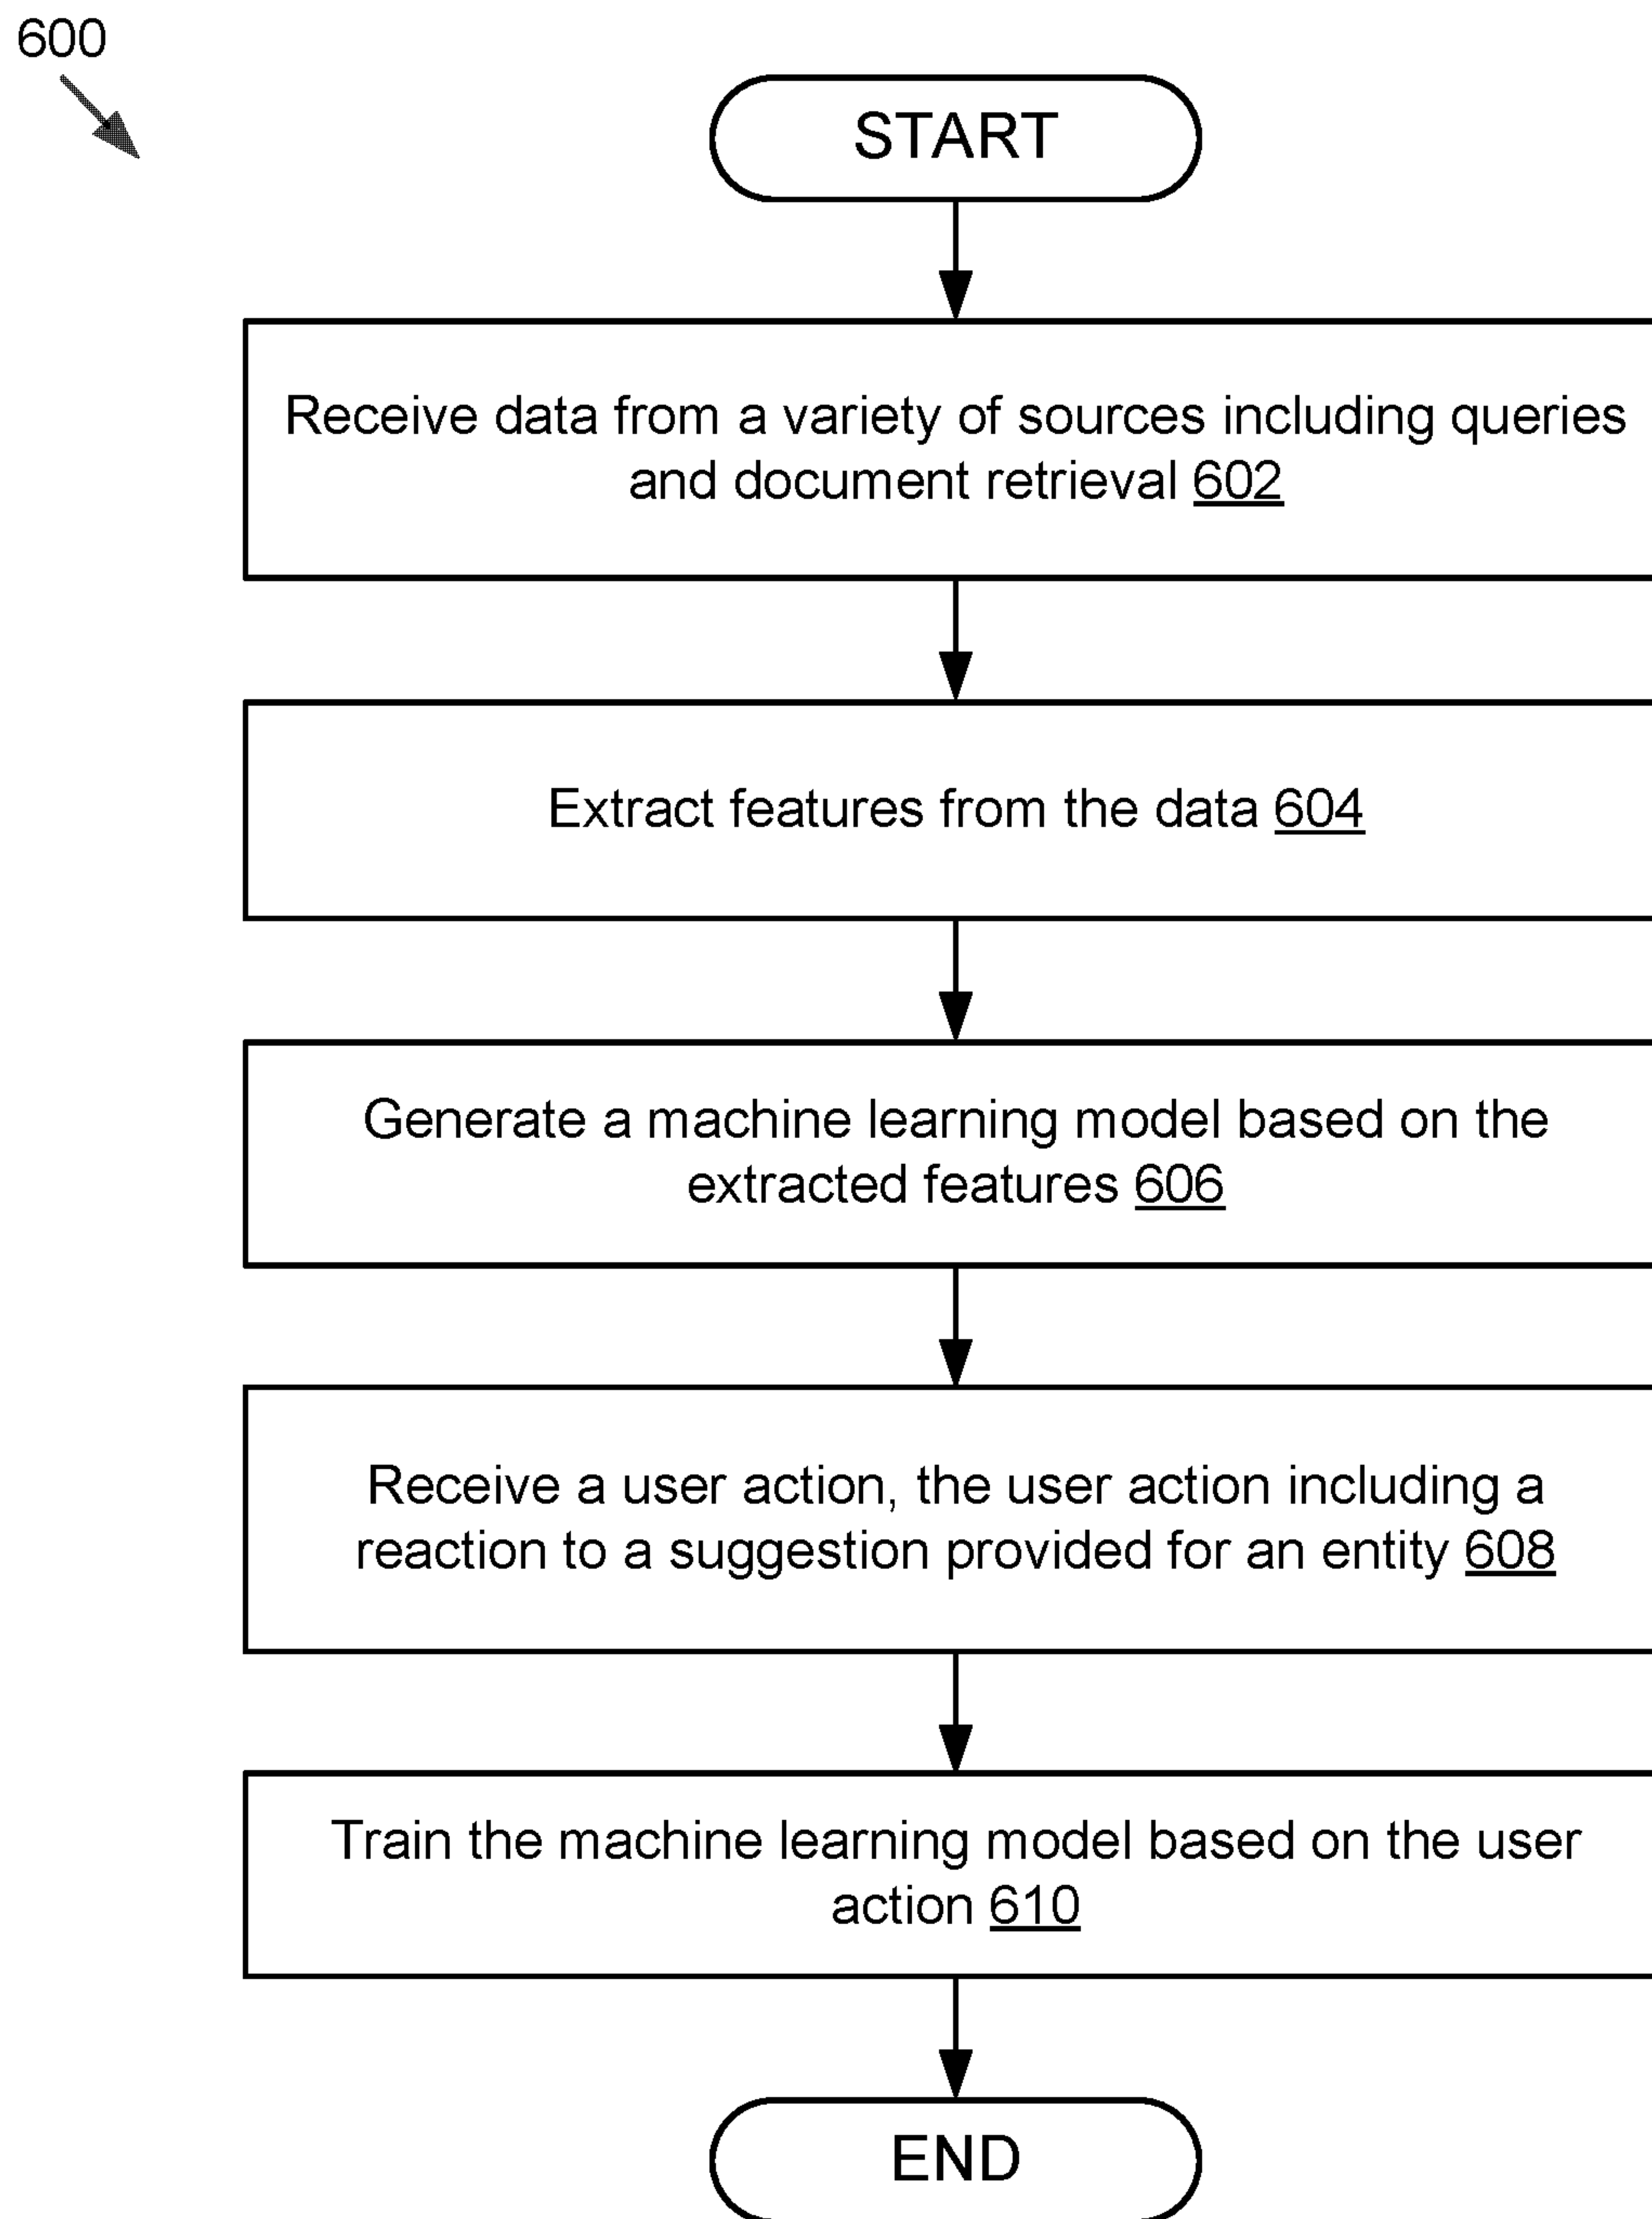 600
START
Receive data from a variety of sources including queries
and document retrieval 602
Extract features from the data 604
Generate a machine learning model based on the
extracted features 606
Receive a user action, the user action including a
reaction to a suggestion provided for an entity 608
Train the machine learning model based on the user
action 610
END